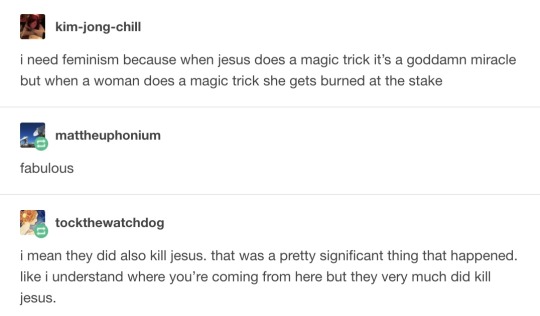 kim-jong-chill
i need feminism because when jesus does a magic trick it's a goddamn miracle
but when a woman does a magic trick she gets burned at the stake
mattheuphonium
fabulous
tockthewatchdog
i mean they did also kill jesus. that was a pretty significant thing that happened.
like i understand where you're coming from here but they very much did kill
jesus.